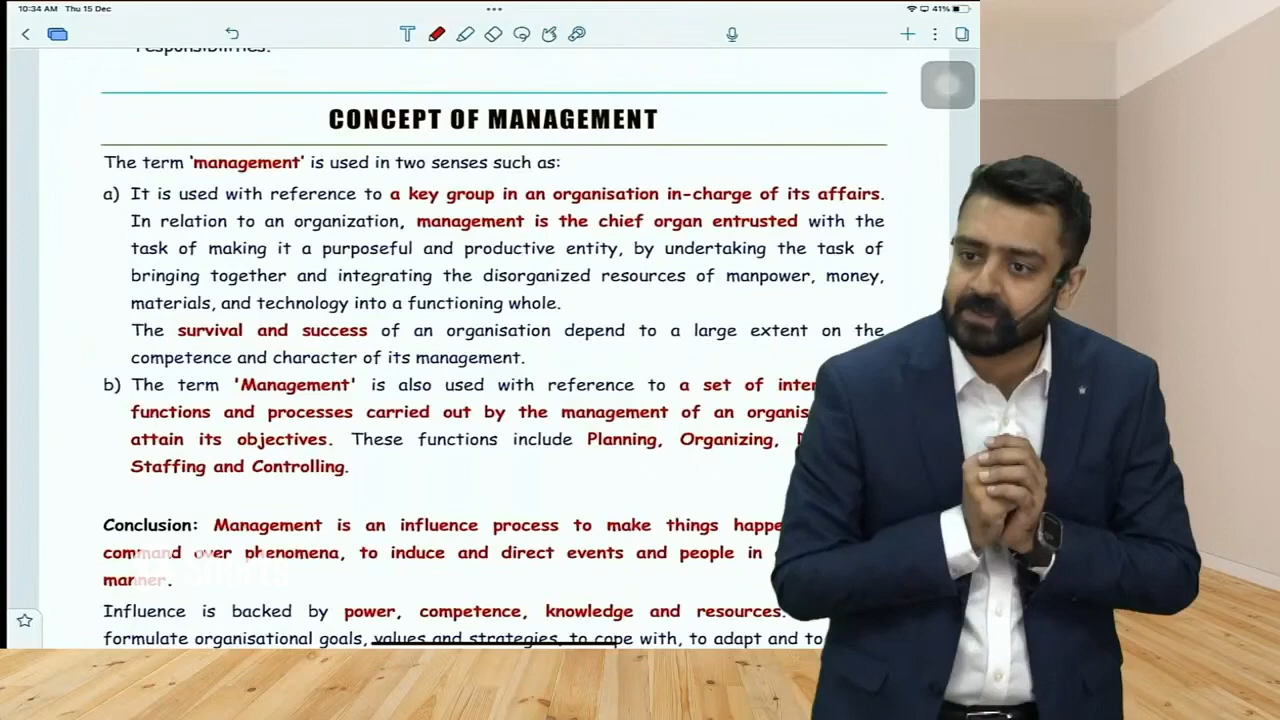 10:34 AM Thu 15 Dec
41%
responsibilities.
CONCEPT OF MANAGEMENT
The term 'management' is used in two senses such as:
a) It is used with reference to a key group in an organisation in-charge of its affairs.
In relation to an organization, management is the chief organ entrusted with the
task of making it a purposeful and productive entity, by undertaking the task of
bringing together and integrating the disorganized resources of manpower, money,
materials, and technology into a functioning whole.
The survival and success of an organisation depend to a large extent on the
competence and character of its management.
b) The term 'Management' is also used with reference to a set of inter
functions and processes carried out by the management of an organis
attain its objectives. These functions include Planning, Organizing,
Staffing and Controlling.
Conclusion: Management is an influence process to make things happe
command over phenomena, to induce and direct events and people in
manner.
Influence is backed by power, competence, knowledge and resources.
formulate organisational goals, values and strategies, to cope with, to adapt and to